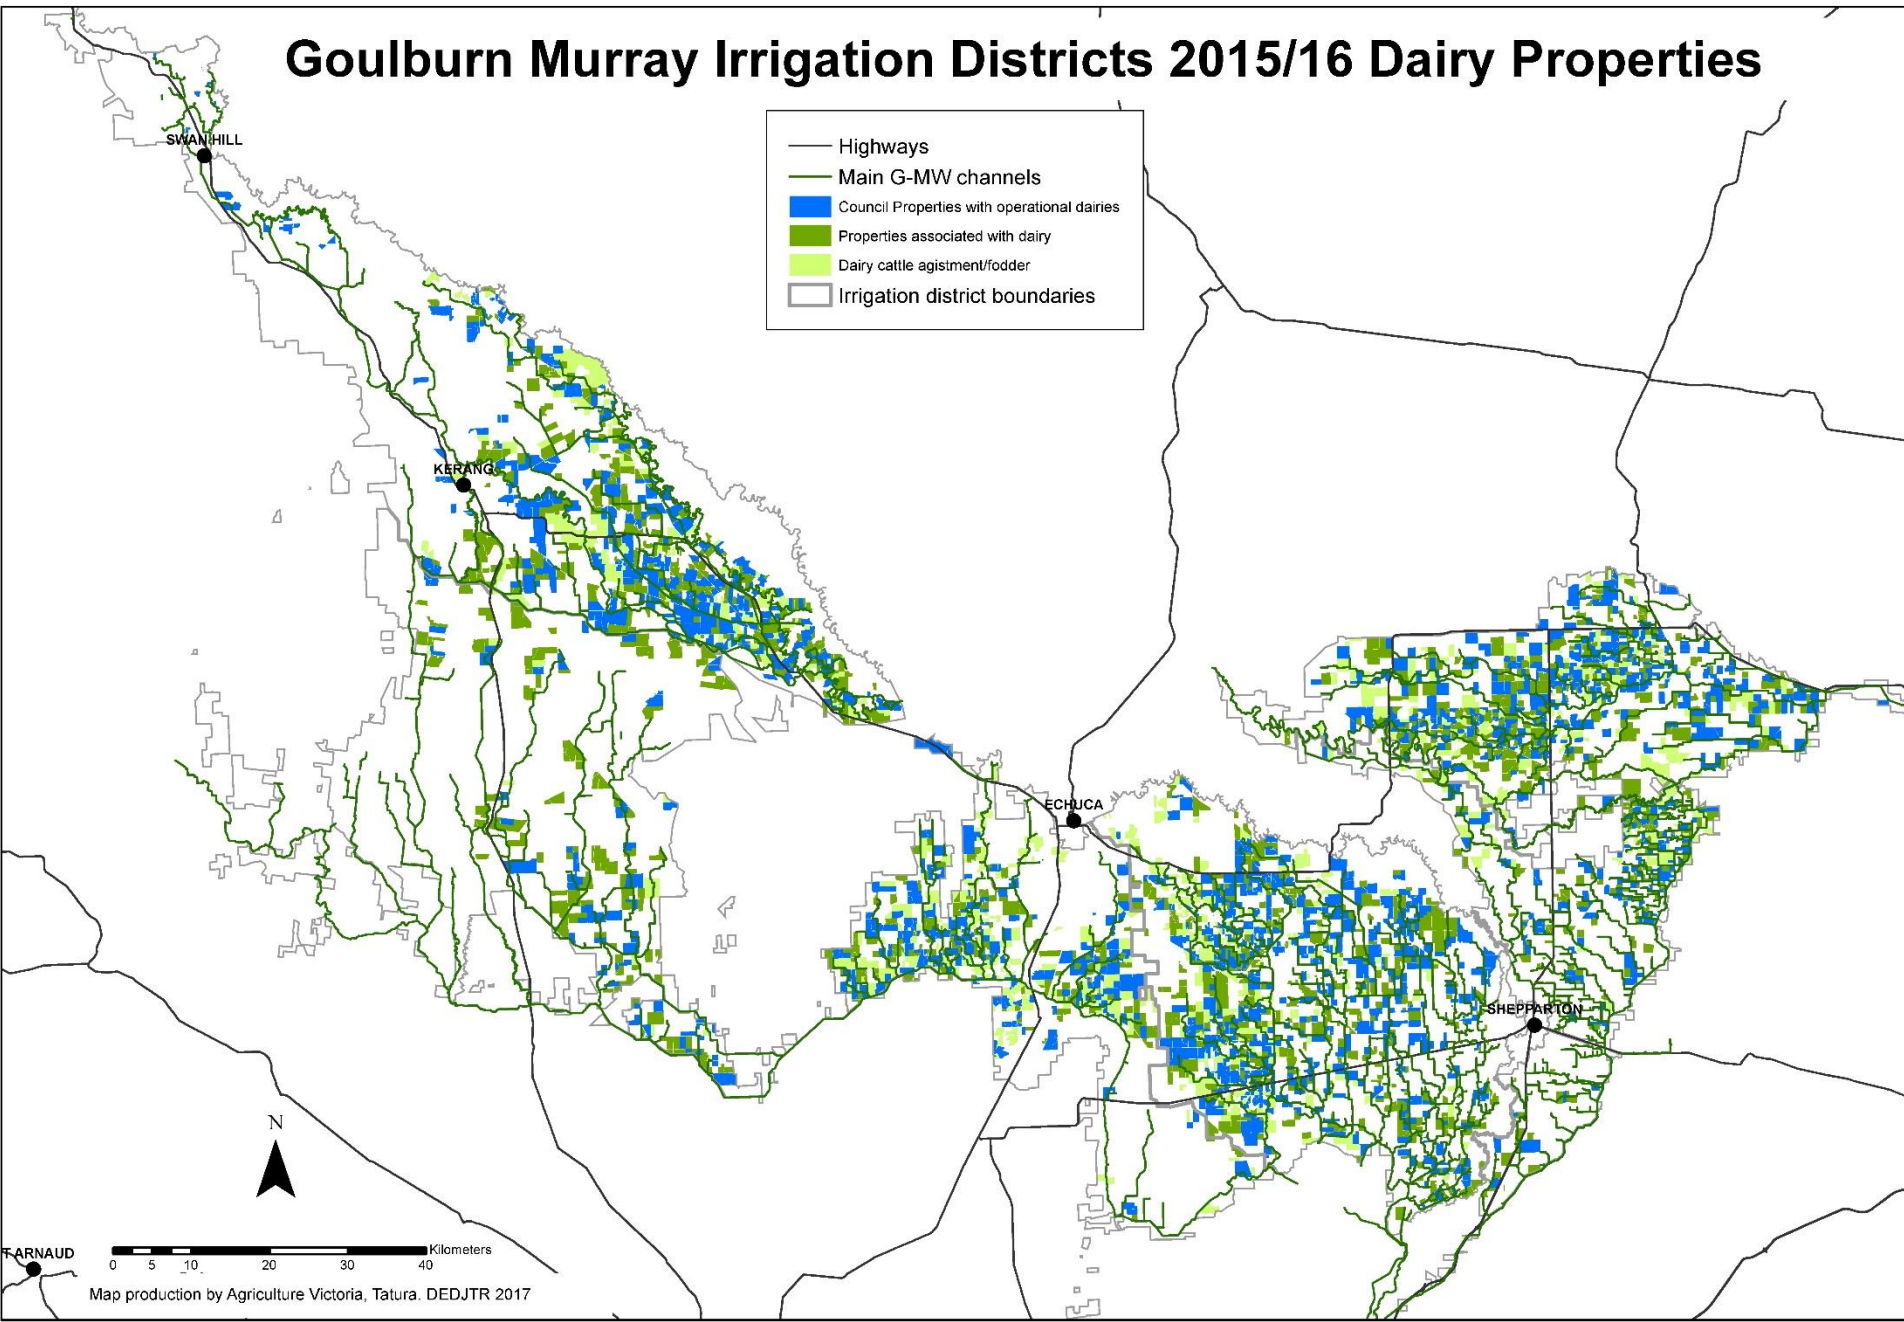 Goulburn Murray Irrigation Districts 2015/16 Dairy Properties
Highways
Main G-MW channels
Council Properties with operational dairies
Properties associated with dairy
Dairy cattle agistment/fodder
Irrigation district boundaries
SWAN HILL
KERANG
ECHUCA
SHEPPARTON
N
T ARNAUD
Kilometers
0 5 10 20 30 40
Map production by Agriculture Victoria, Tatura. DEDJTR 2017